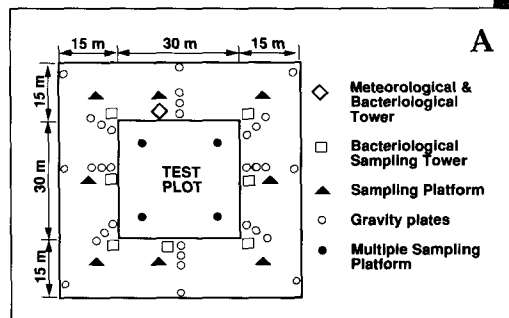 15 m 30 m 15 m
A
15 m
30 m
15 m
TEST
PLOT
Meteorological &
Bacteriological
Tower
Bacteriological
Sampling Tower
Sampling Platform
Gravity plates
Multiple Sampling
Platform